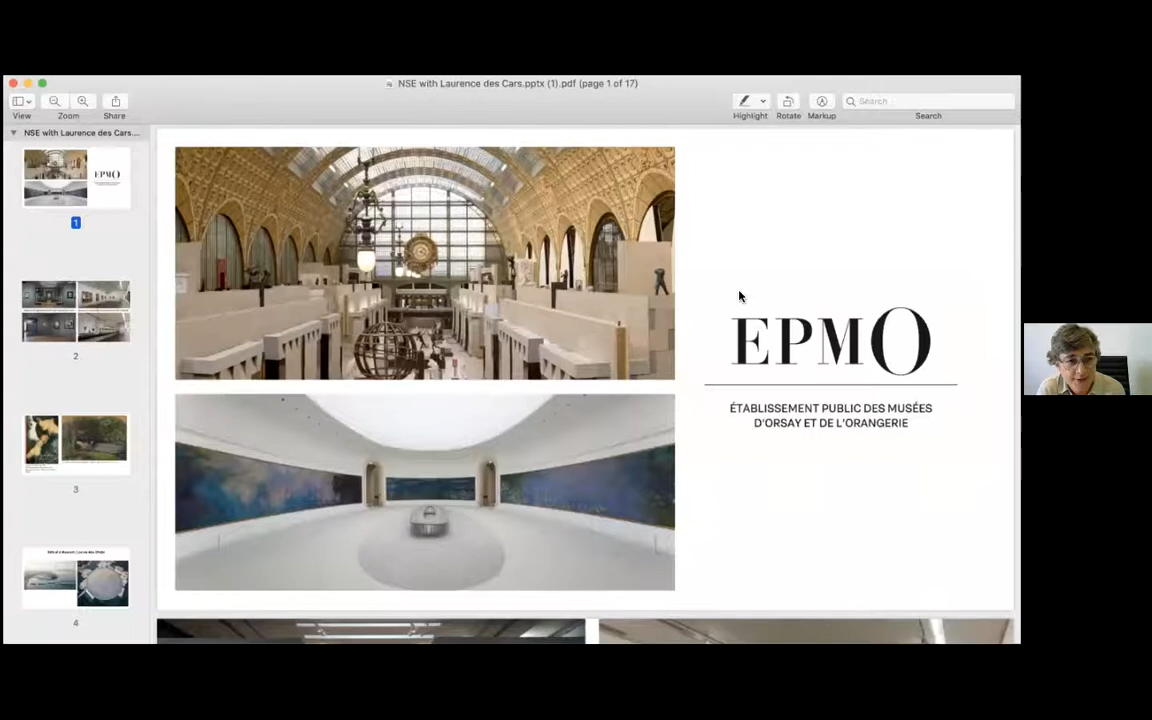 NSE with Laurence des Cars.pptx (1).pdf (page 1 of 17)
View Zoom Share Highlight Rotate Markup Search
Search
NSE with Laurence des Cars....
1
2
3
4
EPMO
ÉTABLISSEMENT PUBLIC DES MUSÉES
D'ORSAY ET DE L'ORANGERIE